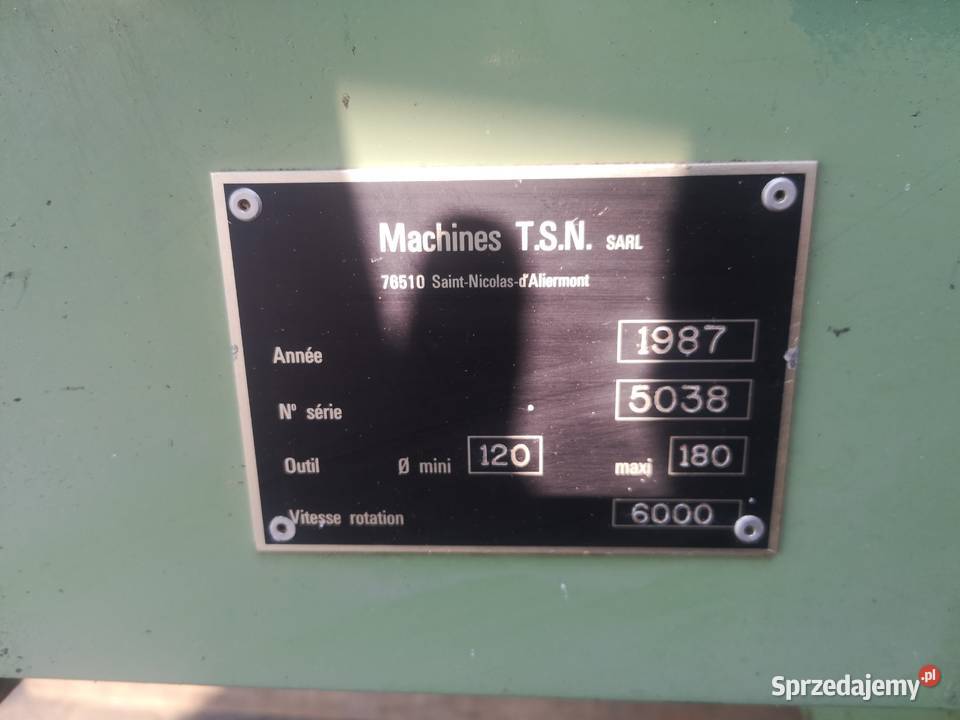 Machines T.S.N. SARL
76510 Saint-Nicolas-d'Aliermont
Année 1987
N° série 5038
Outil Ø mini 120 maxi 180
Vitesse rotation 6000
Sprzedajemy.pl